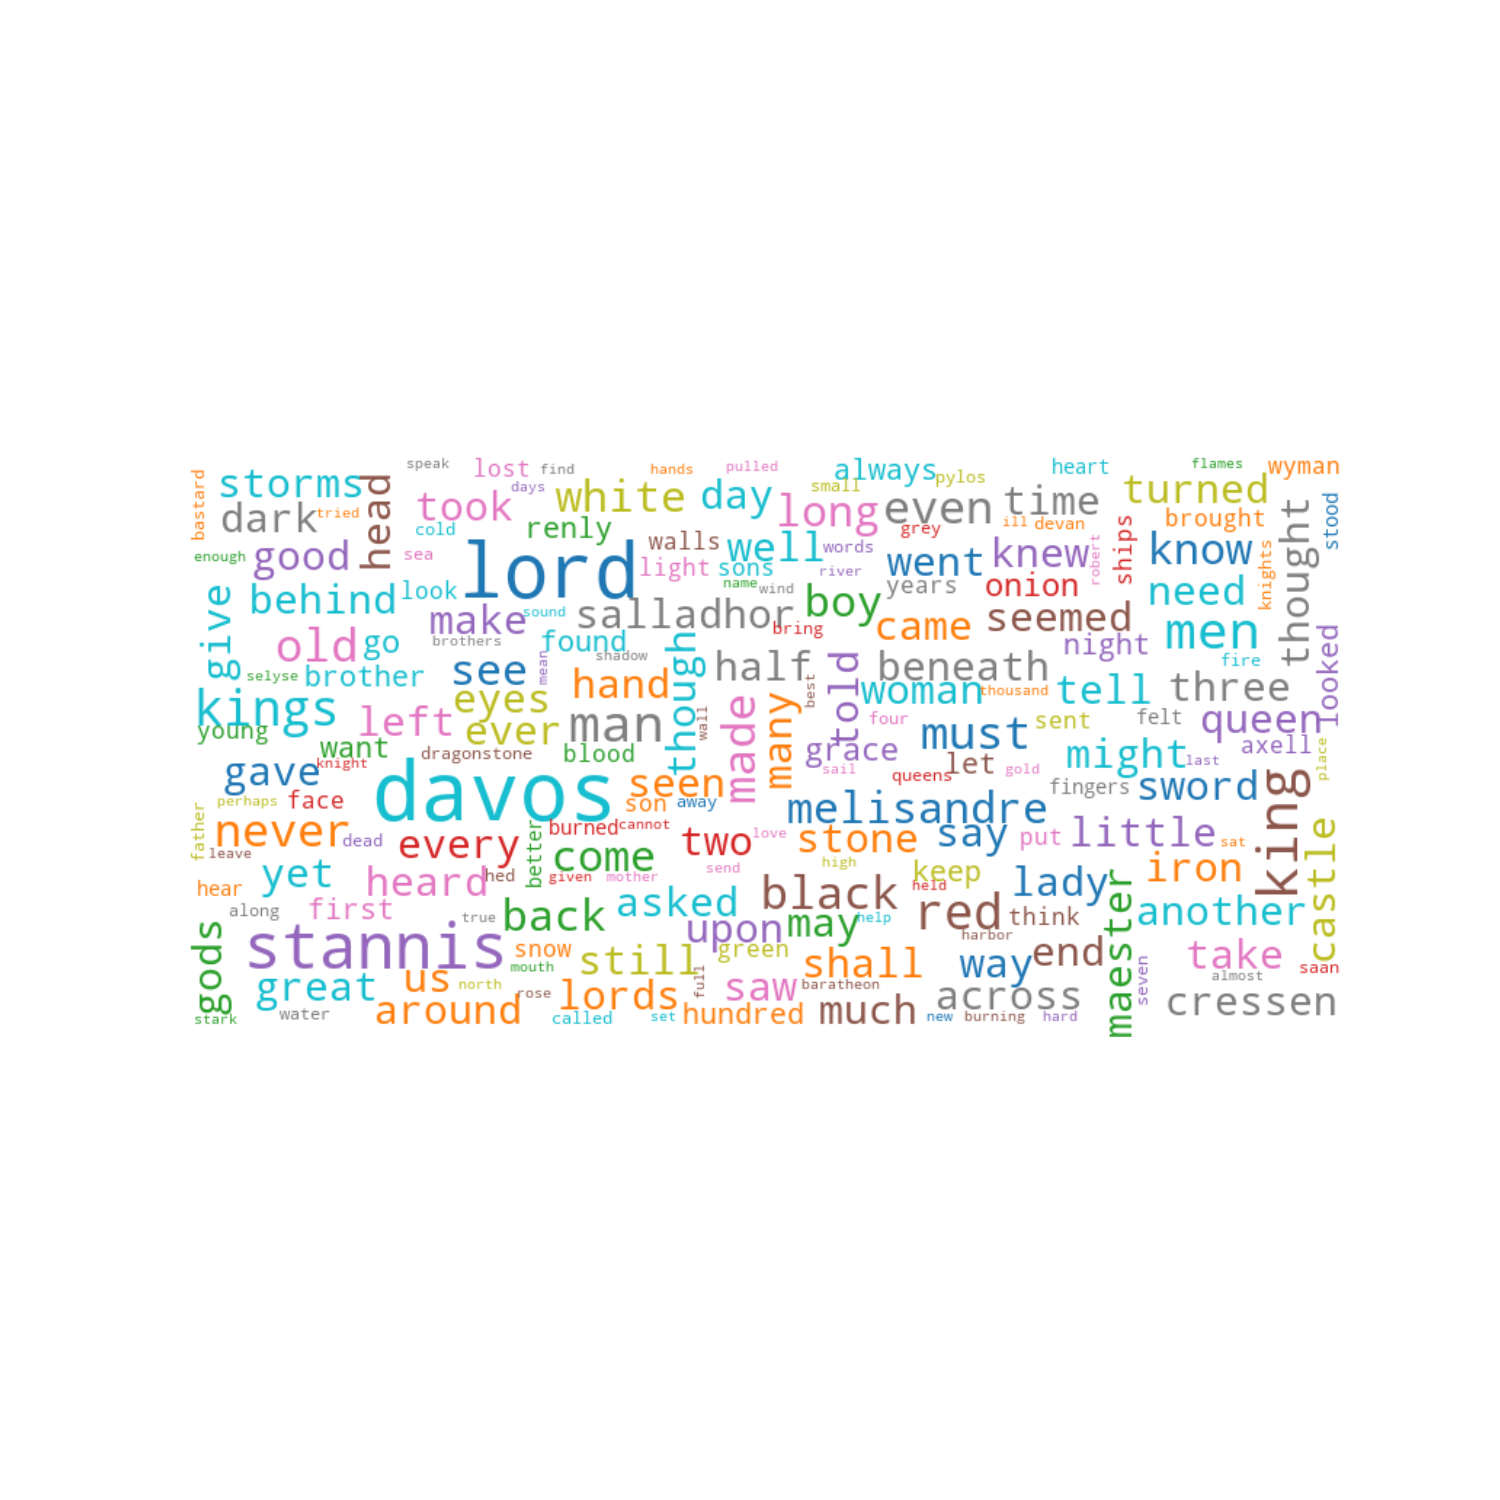 speak lost find hands pulled always heart flames wyman
storms head days white day small pylos turned
bastard dark tried took cold renly long even time brought stood
grey ill devan
enough good sea walls well words went knew robert ships know thought
lord light sons river years onion knights
name wind
give behind look make sound salladhor boy came seemed need men
bring
old go brothers found shadow half beneath night fire looked
selyse brother see mean hand though best told woman thousand tell three
kings eyes made many
young left ever man wall four must sent felt queen
want dragonstone blood grace might axell last place
gave knight davos seen sail queens let gold fingers sword king
perhaps face son away melisandre
father never dead every burned cannot two love stone say put little sat castle
leave better come
yet heard hed given mother send high keep held lady iron
hear
along first true back asked black may help red think maester another
gods stannis upon harbor
snow still green shall way end take saan
mouth almost
great us north rose lords full saw baratheon across seven cressen
stark water around called set hundred much new burning hard